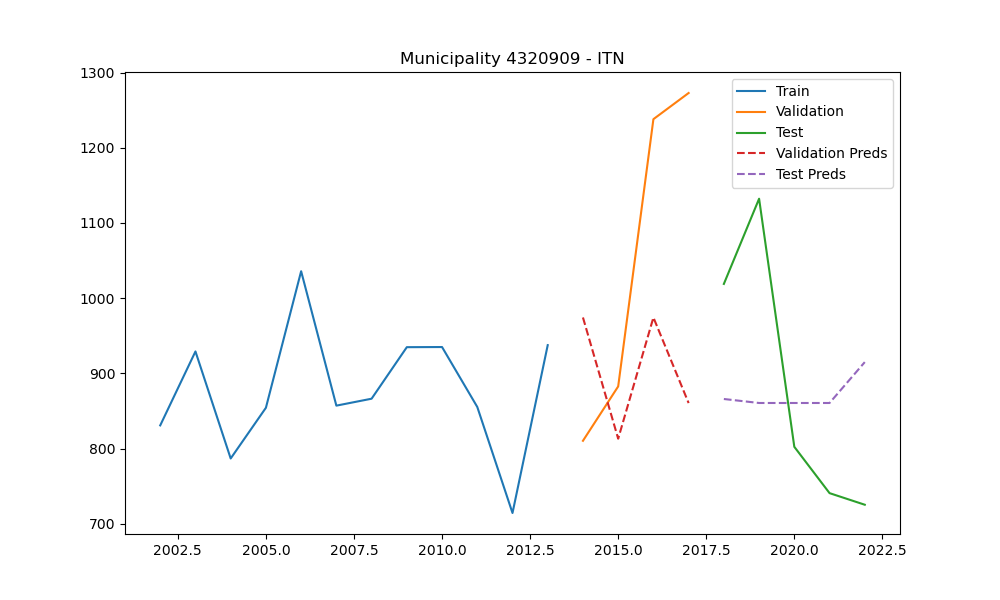 Municipality 4320909 - ITN
1300
1200
1100
1000
900
800
700
2002.5 2005.0 2007.5 2010.0 2012.5 2015.0 2017.5 2020.0 2022.5
Train
Validation
Test
Validation Preds
Test Preds